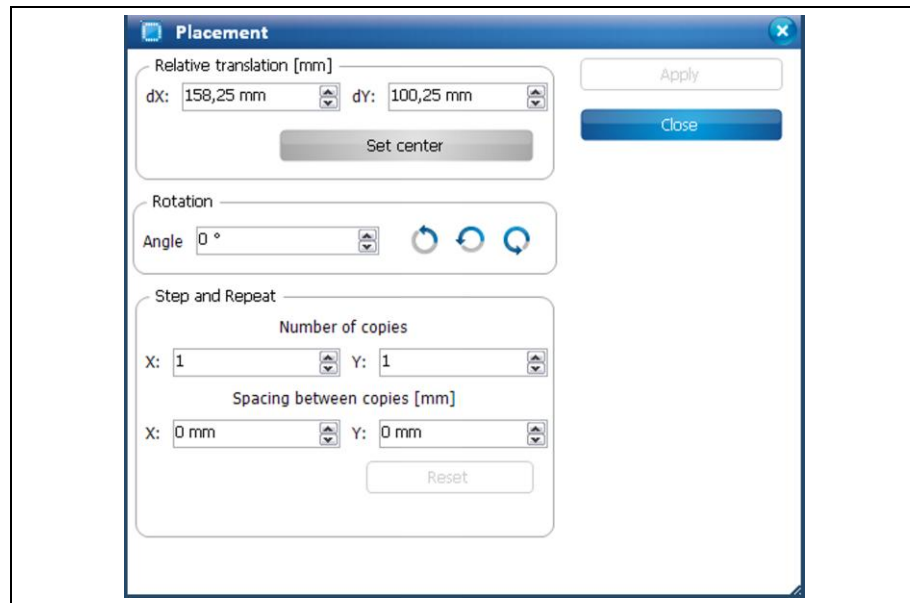 Placement
Relative translation [mm]
Apply
dX: 158,25 mm dY: 100,25 mm
Close
Set center
Rotation
Angle 0 °
Step and Repeat
Number of copies
X: 1 Y: 1
Spacing between copies [mm]
X: 0 mm Y: 0 mm
Reset